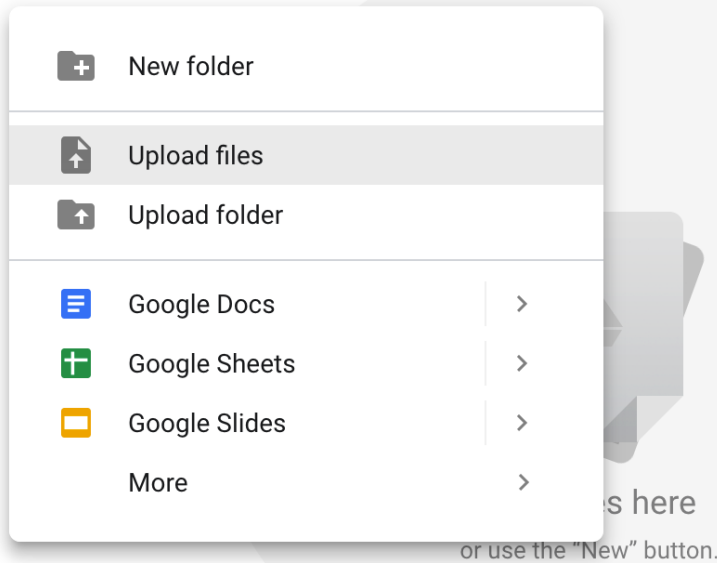 New folder
Upload files
Upload folder
Google Docs
Google Sheets
Google Slides
More
here
or use the “New” button.